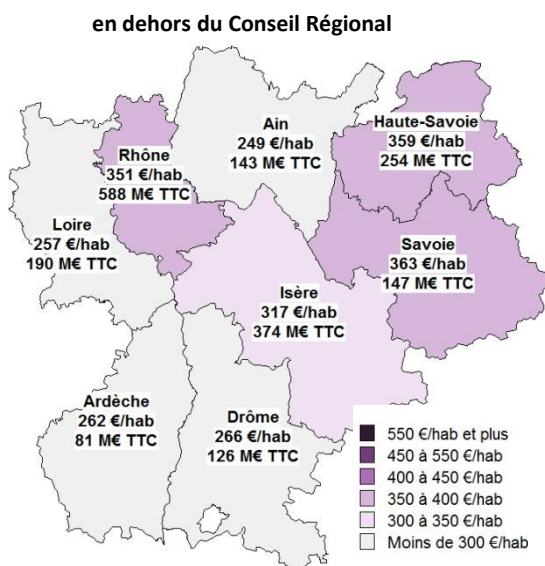 en dehors du Conseil Régional
Ain
249 €/hab
143 M€ TTC
Haute-Savoie
359 €/hab
254 M€ TTC
Rhône
351 €/hab
588 M€ TTC
Loire
257 €/hab
190 M€ TTC
Savoie
363 €/hab
147 M€ TTC
Isère
317 €/hab
374 M€ TTC
Ardèche
262 €/hab
81 M€ TTC
Drôme
266 €/hab
126 M€ TTC
550 €/hab et plus
450 à 550 €/hab
400 à 450 €/hab
350 à 400 €/hab
300 à 350 €/hab
Moins de 300 €/hab